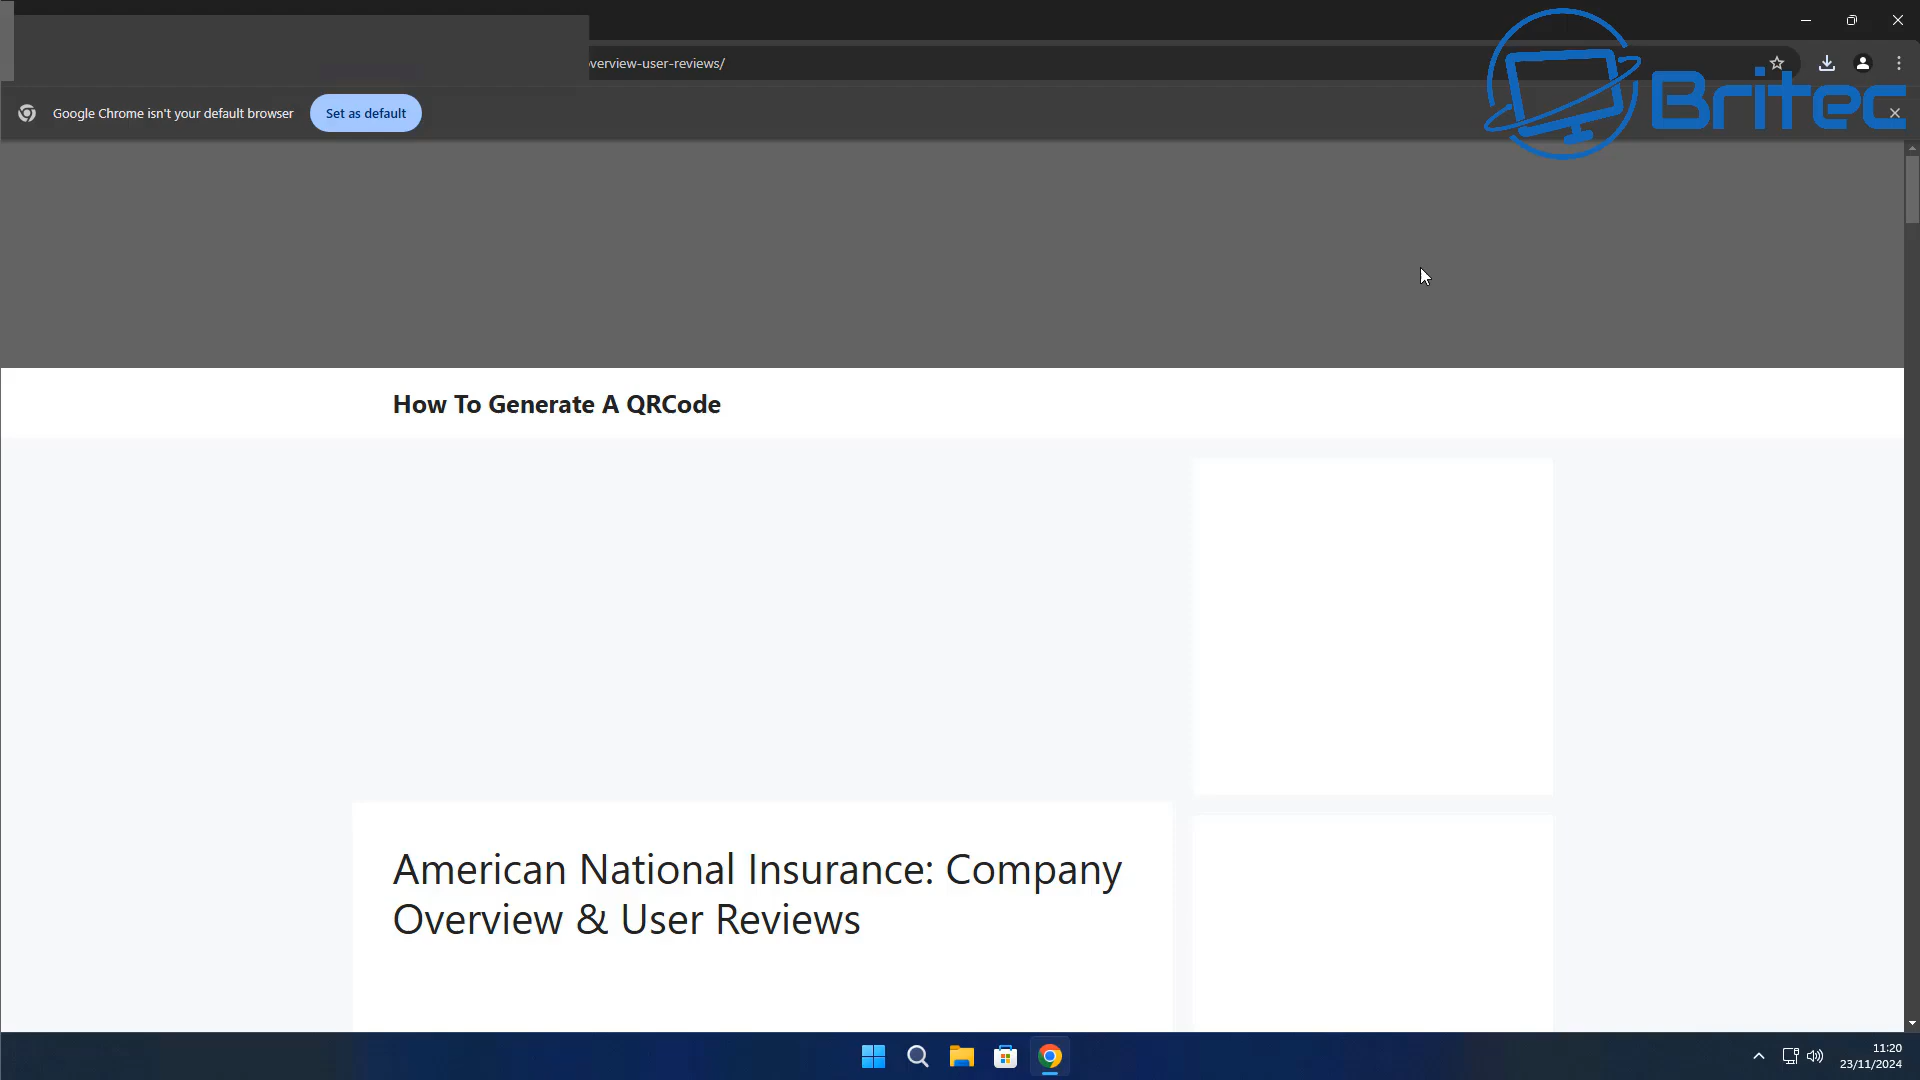 verview-user-reviews/
Google Chrome isn't your default browser
Set as default
Britec
How To Generate A QRCode
American National Insurance: Company
Overview & User Reviews
11:20
23/11/2024